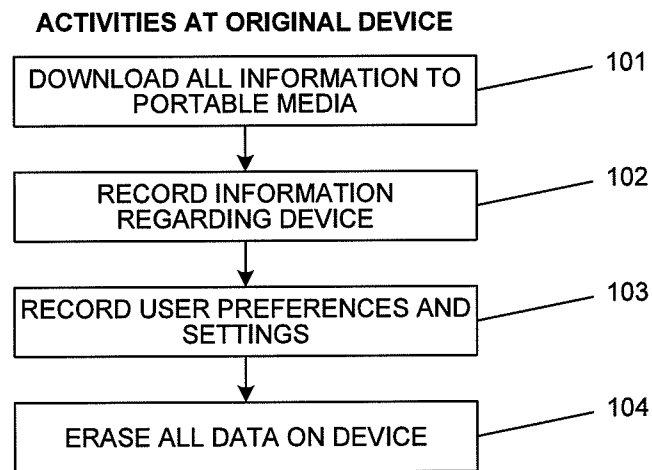 ACTIVITIES AT ORIGINAL DEVICE
DOWNLOAD ALL INFORMATION TO
PORTABLE MEDIA
101
RECORD INFORMATION
REGARDING DEVICE
102
RECORD USER PREFERENCES AND
SETTINGS
103
ERASE ALL DATA ON DEVICE
104